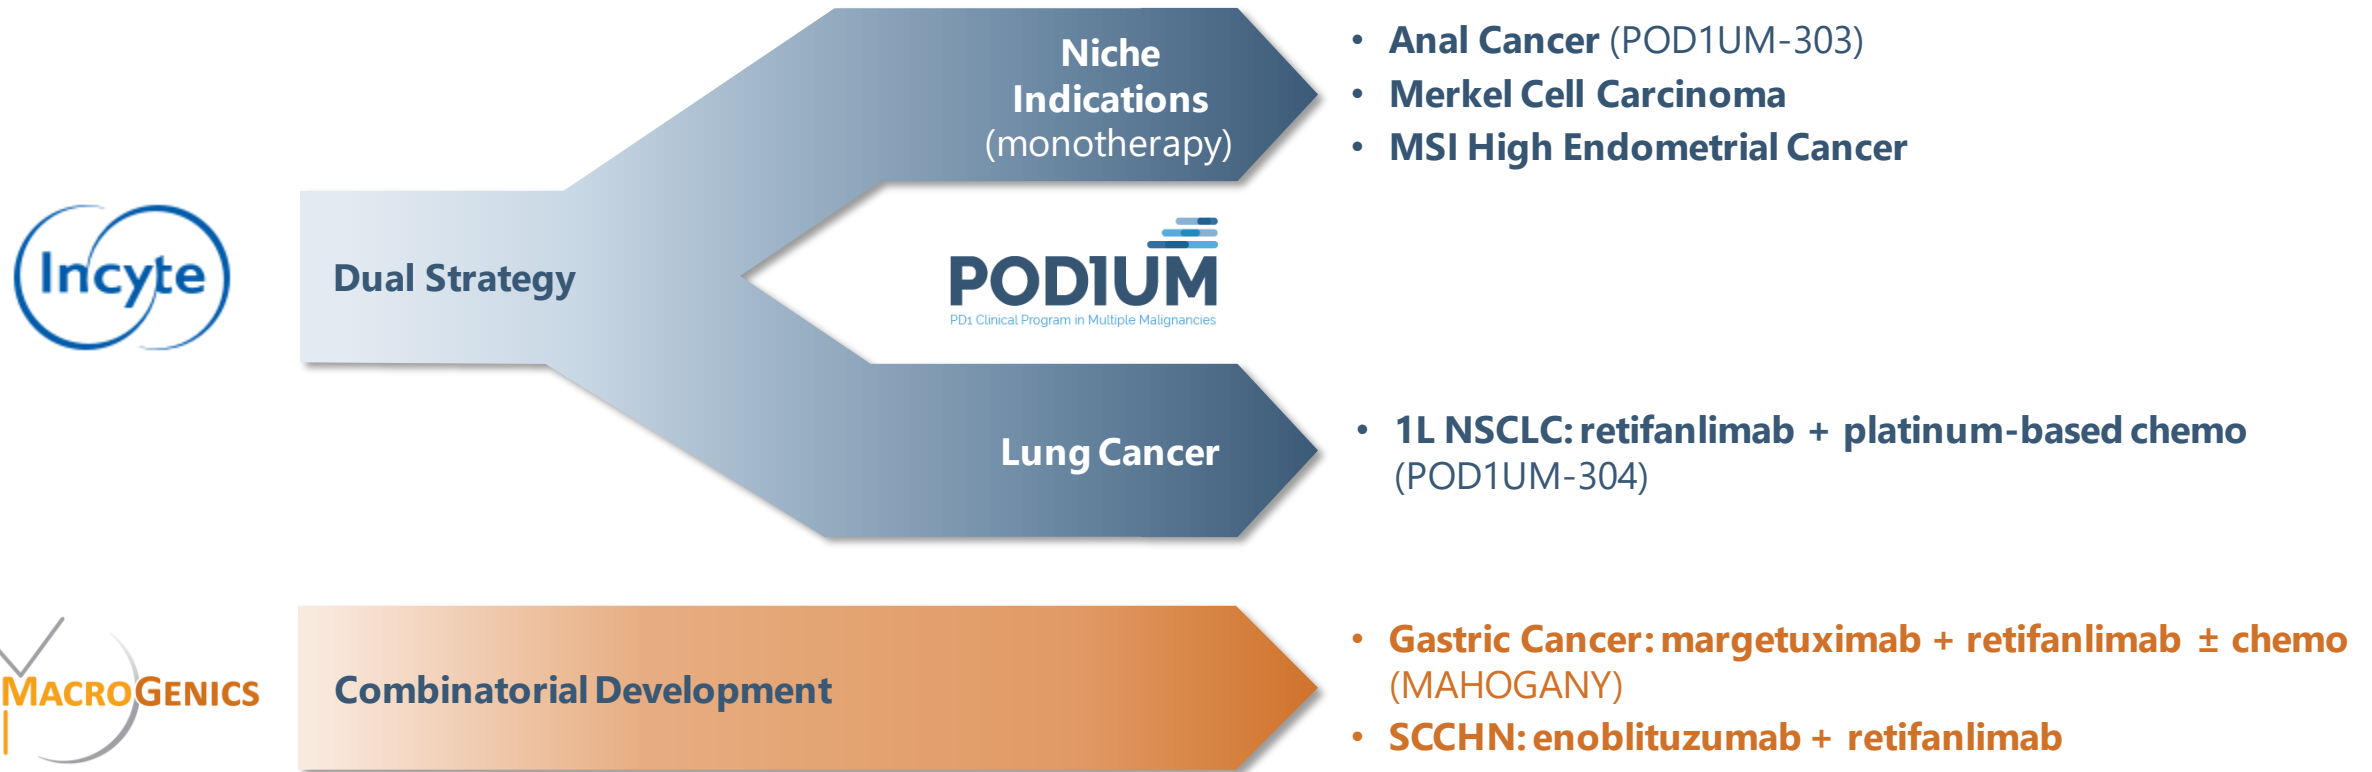 Niche
Indications
(monotherapy)
• Anal Cancer (POD1UM-303)
• Merkel Cell Carcinoma
• MSI High Endometrial Cancer
Incyte
Dual Strategy
POD1UM
PD1 Clinical Program in Multiple Malignancies
Lung Cancer
• 1L NSCLC: retifanlimab + platinum-based chemo
(POD1UM-304)
MACROGENICS
Combinatorial Development
• Gastric Cancer: margetuximab + retifanlimab ± chemo
(MAHOGANY)
• SCCHN: enoblituzumab + retifanlimab